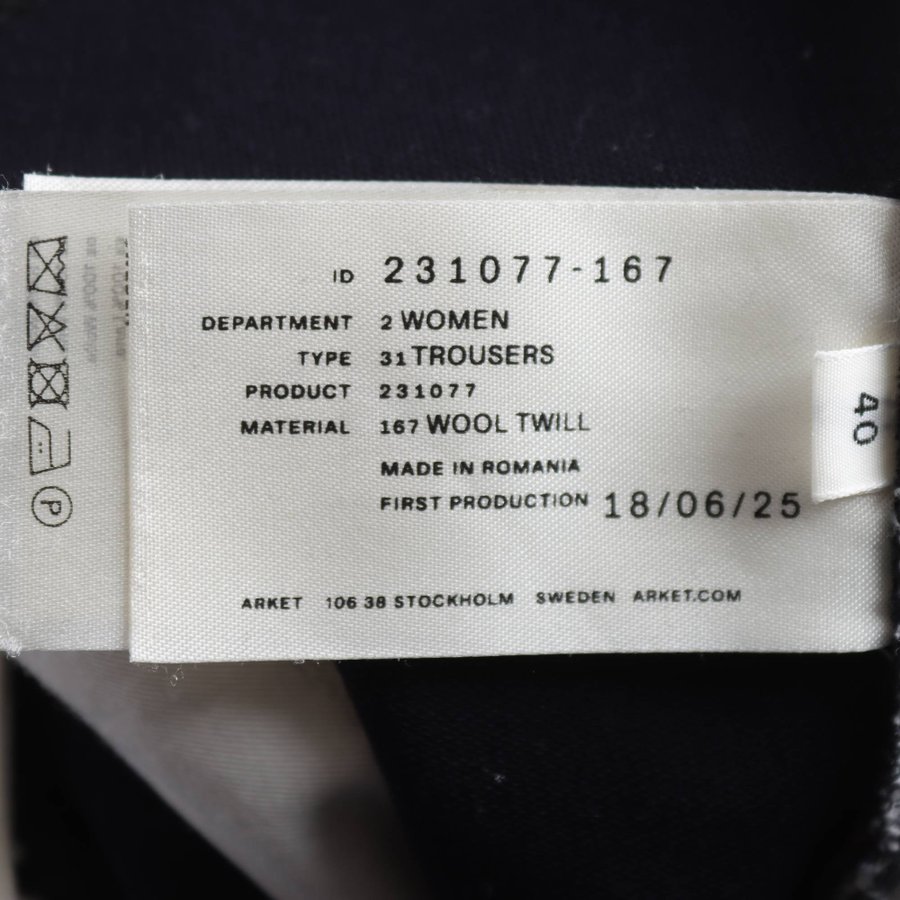 ID 231077-167
DEPARTMENT 2 WOMEN
TYPE 31 TROUSERS
PRODUCT 231077
MATERIAL 167 WOOL TWILL
MADE IN ROMANIA
FIRST PRODUCTION 18/06/25
ARKET 106 38 STOCKHOLM SWEDEN ARKET.COM
40
P